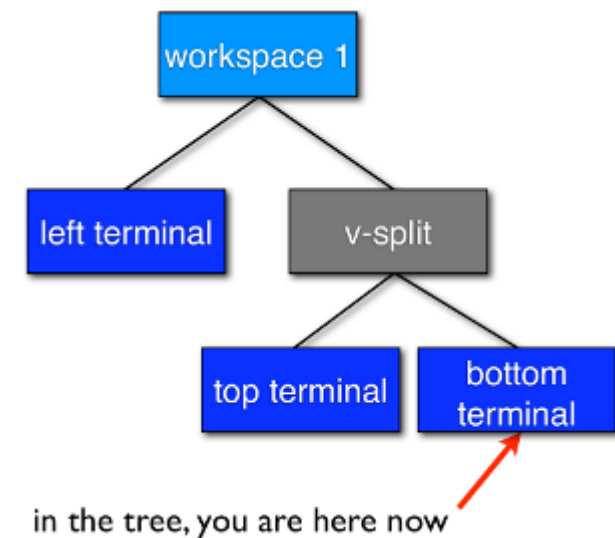 workspace 1
left terminal
v-split
top terminal
bottom
terminal
in the tree, you are here now